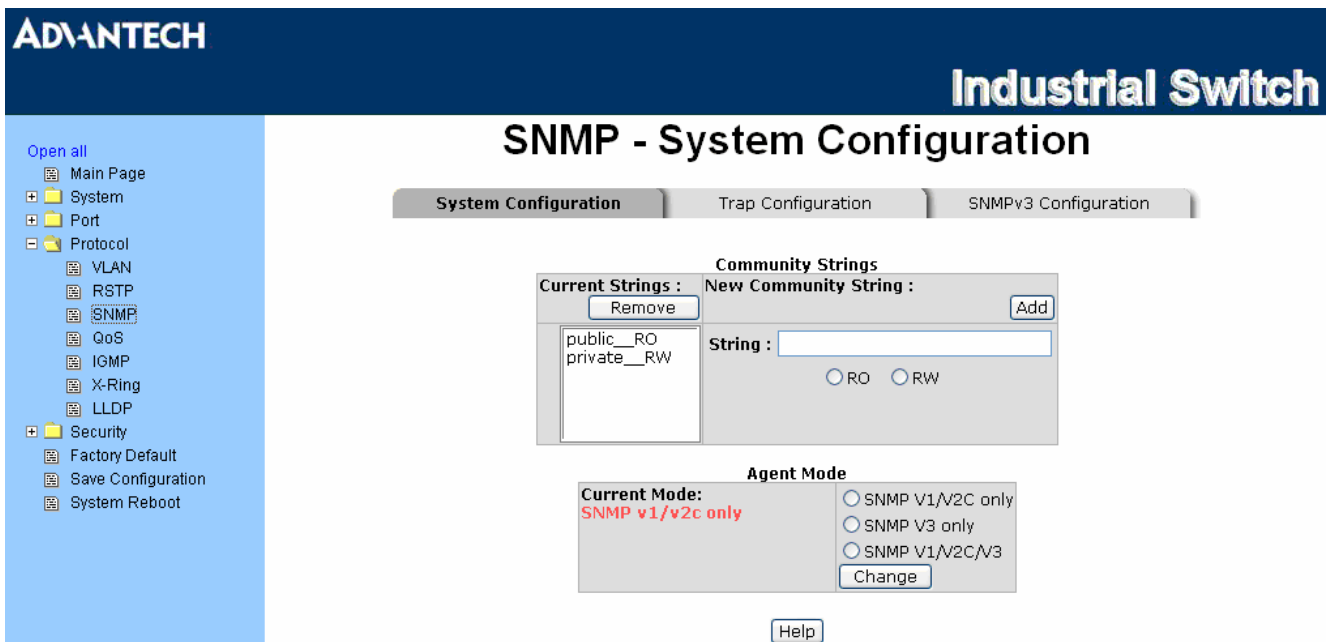 ADVANTECH
Industrial Switch
Open all
Main Page
System
Port
Protocol
VLAN
RSTP
SNMP
QoS
IGMP
X-Ring
LLDP
Security
Factory Default
Save Configuration
System Reboot
SNMP - System Configuration
System Configuration
Trap Configuration
SNMPv3 Configuration
Community Strings
Current Strings :
Remove
New Community String :
Add
public__RO
private__RW
String :
RO RW
Agent Mode
Current Mode:
SNMP v1/v2c only
SNMP V1/V2C only
SNMP V3 only
SNMP V1/V2C/V3
Change
Help